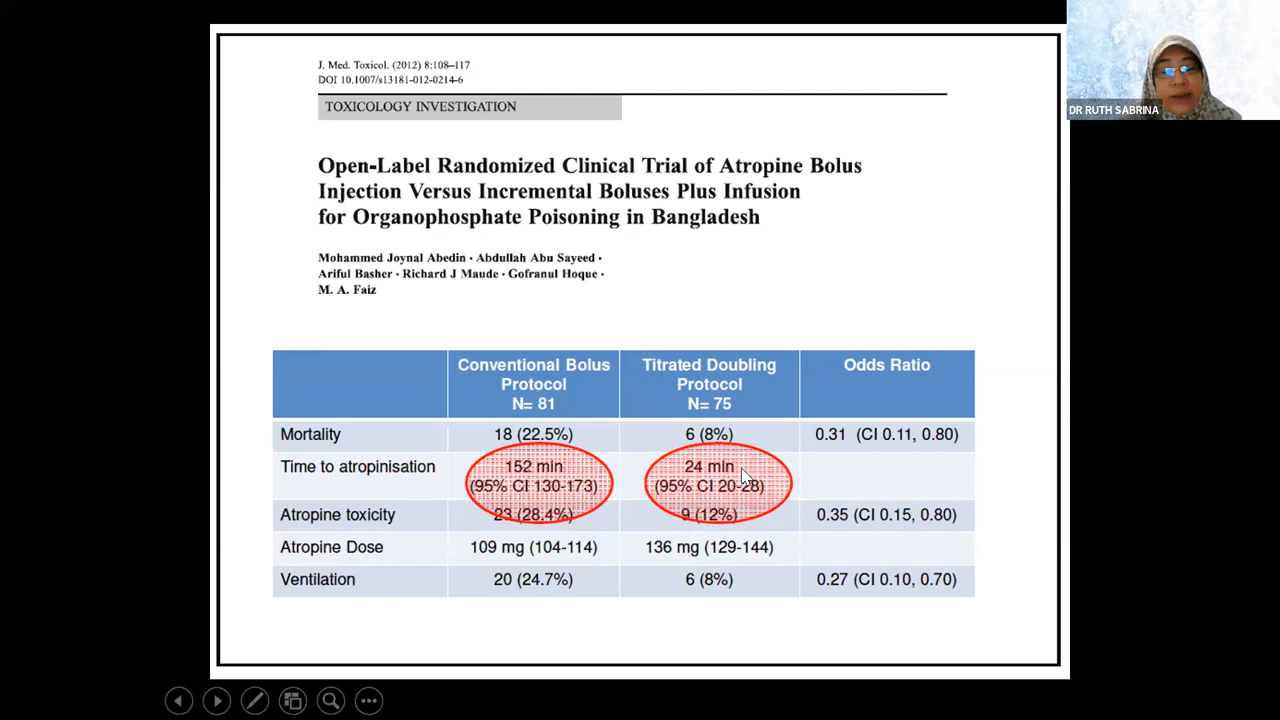 J. Med. Toxicol. (2012) 8:108–117
DOI 10.1007/s13181-012-0214-6
TOXICOLOGY INVESTIGATION
DR RUTH SABRINA
Open-Label Randomized Clinical Trial of Atropine Bolus
Injection Versus Incremental Boluses Plus Infusion
for Organophosphate Poisoning in Bangladesh
Mohammed Joynal Abedin · Abdullah Abu Sayeed ·
Ariful Basher · Richard J Maude · Gofranul Hoque ·
M. A. Faiz
Conventional Bolus Protocol N= 81
Titrated Doubling Protocol N= 75
Odds Ratio
Mortality 18 (22.5%) 6 (8%) 0.31 (CI 0.11, 0.80)
Time to atropinisation 152 min (95% CI 130-173) 24 min (95% CI 20-28)
Atropine toxicity 23 (28.4%) 9 (12%) 0.35 (CI 0.15, 0.80)
Atropine Dose 109 mg (104-114) 136 mg (129-144)
Ventilation 20 (24.7%) 6 (8%) 0.27 (CI 0.10, 0.70)